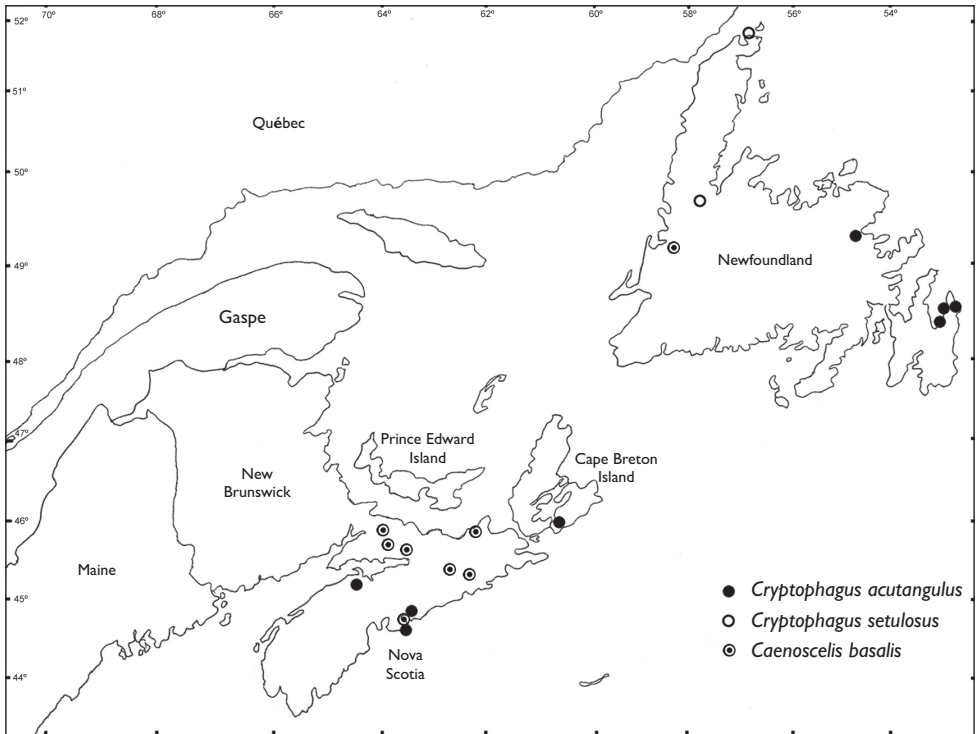 70° 68° 66° 64° 62° 60° 58° 56° 54°
52°
51°
Québec
50°
49°
Newfoundland
Gaspe
48°
47°
Prince Edward
Island
Cape Breton
Island
New
Brunswick
46°
Maine
45°
Cryptophagus acutangulus
Cryptophagus setulosus
Caenoscelis basalis
Nova
Scotia
44°